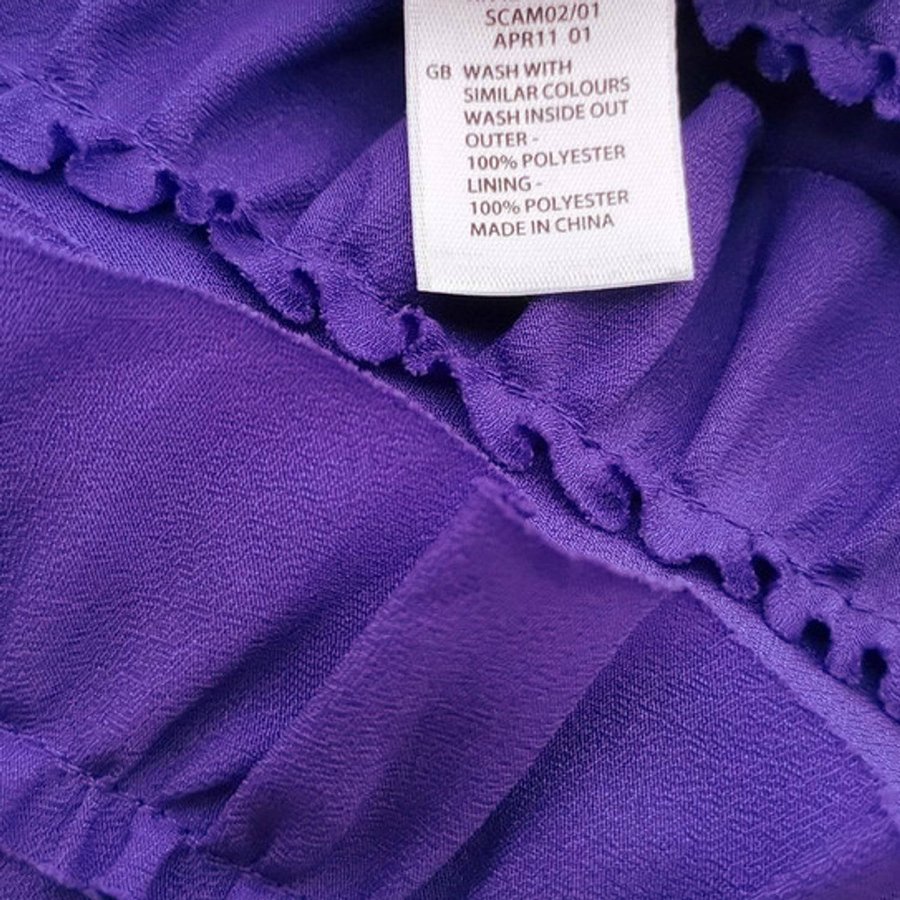 SCAM02/01
APR11 01
GB WASH WITH
SIMILAR COLOURS
WASH INSIDE OUT
OUTER -
100% POLYESTER
LINING -
100% POLYESTER
MADE IN CHINA